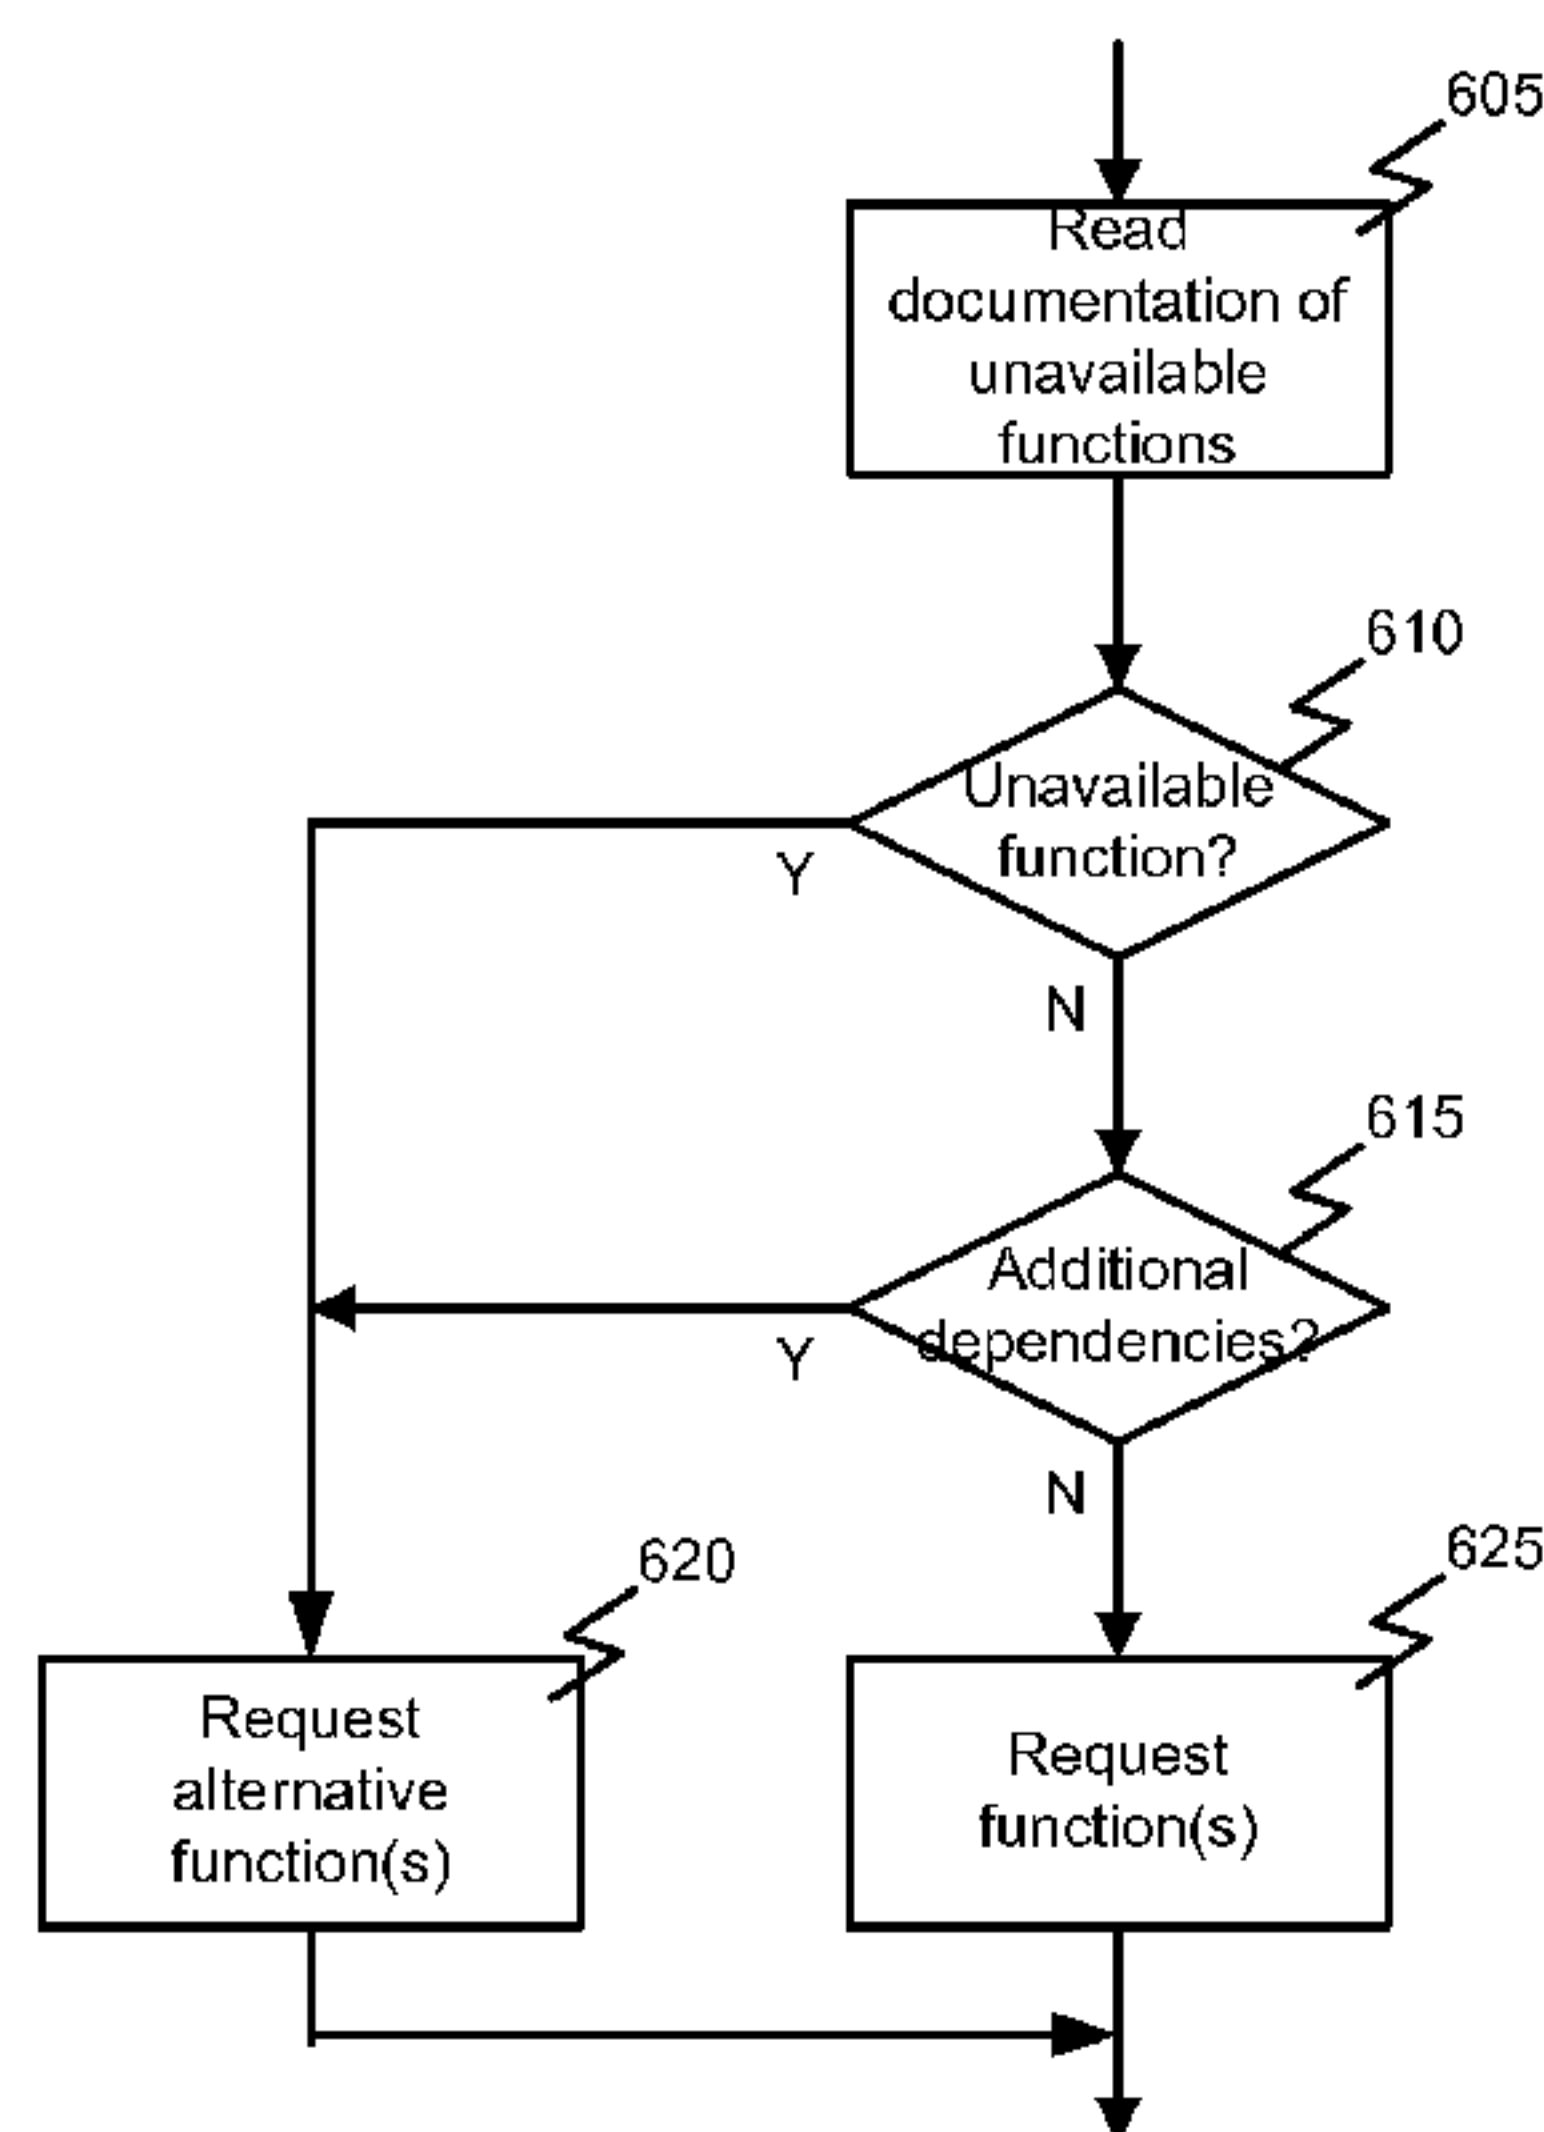 605
Read
documentation of
unavailable
functions
610
Unavailable
function?
Y
N
615
Additional
dependencies?
Y
N
620
625
Request
alternative
function(s)
Request
function(s)